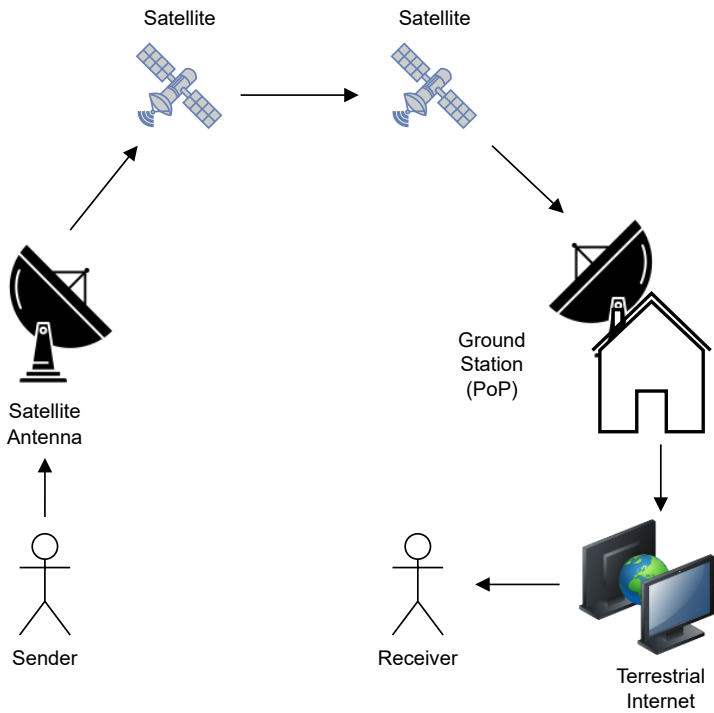 Satellite
Satellite
Ground
Station
(PoP)
Satellite
Antenna
Sender
Receiver
Terrestrial
Internet